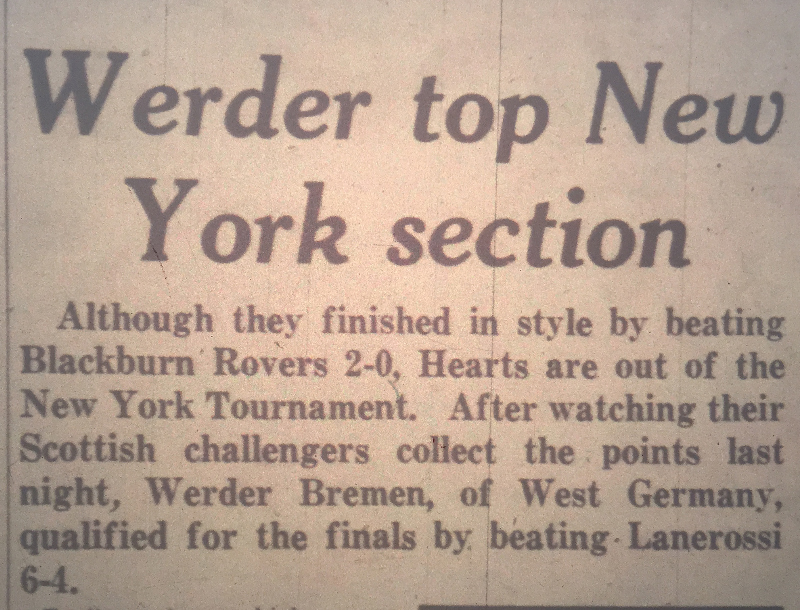 Werder top New
York section
Although they finished in style by beating
Blackburn Rovers 2-0, Hearts are out of the
New York Tournament. After watching their
Scottish challengers collect the points last
night, Werder Bremen, of West Germany,
qualified for the finals by beating Lanerossi
6-4.